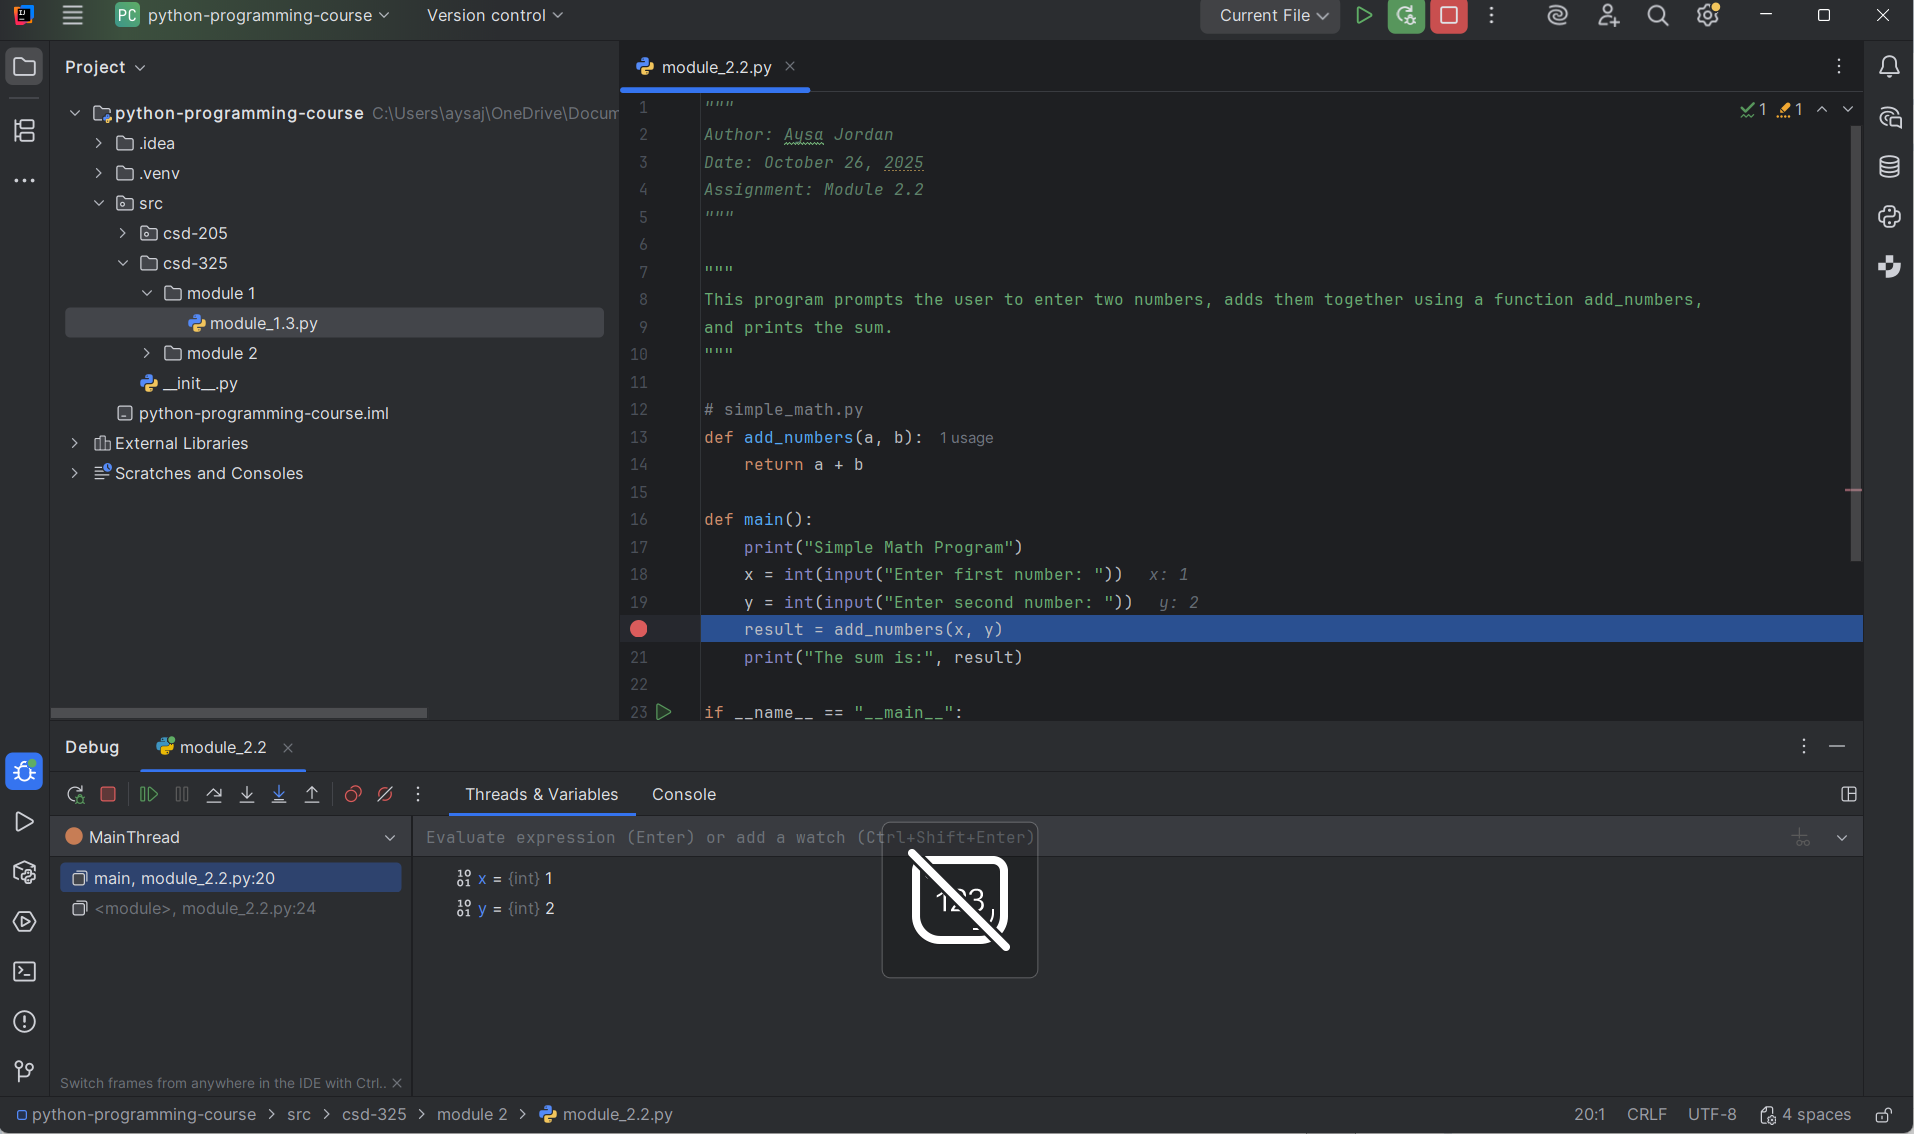 PC python-programming-course Version control Current File
Project
python-programming-course C:\Users\aysaj\OneDrive\Docum
.idea
.venv
src
csd-205
csd-325
module 1
module_1.3.py
module 2
__init__.py
python-programming-course.iml
External Libraries
Scratches and Consoles
module_2.2.py
1 1
1 """
2 Author: Aysa Jordan
3 Date: October 26, 2025
4 Assignment: Module 2.2
5 """
6
7 """
8 This program prompts the user to enter two numbers, adds them together using a function add_numbers,
9 and prints the sum.
10 """
11
12 # simple_math.py
13 def add_numbers(a, b): 1 usage
14 return a + b
15
16 def main():
17 print("Simple Math Program")
18 x = int(input("Enter first number: ")) x: 1
19 y = int(input("Enter second number: ")) y: 2
result = add_numbers(x, y)
21 print("The sum is:", result)
22
23 if __name__ == "__main__":
Debug module_2.2
Threads & Variables Console
MainThread
Evaluate expression (Enter) or add a watch (Ctrl+Shift+Enter)
main, module_2.2.py:20
<module>, module_2.2.py:24
10
01 x = {int} 1
10
01 y = {int} 2
123
Switch frames from anywhere in the IDE with Ctrl..
python-programming-course > src > csd-325 > module 2 > module_2.2.py
20:1 CRLF UTF-8 4 spaces